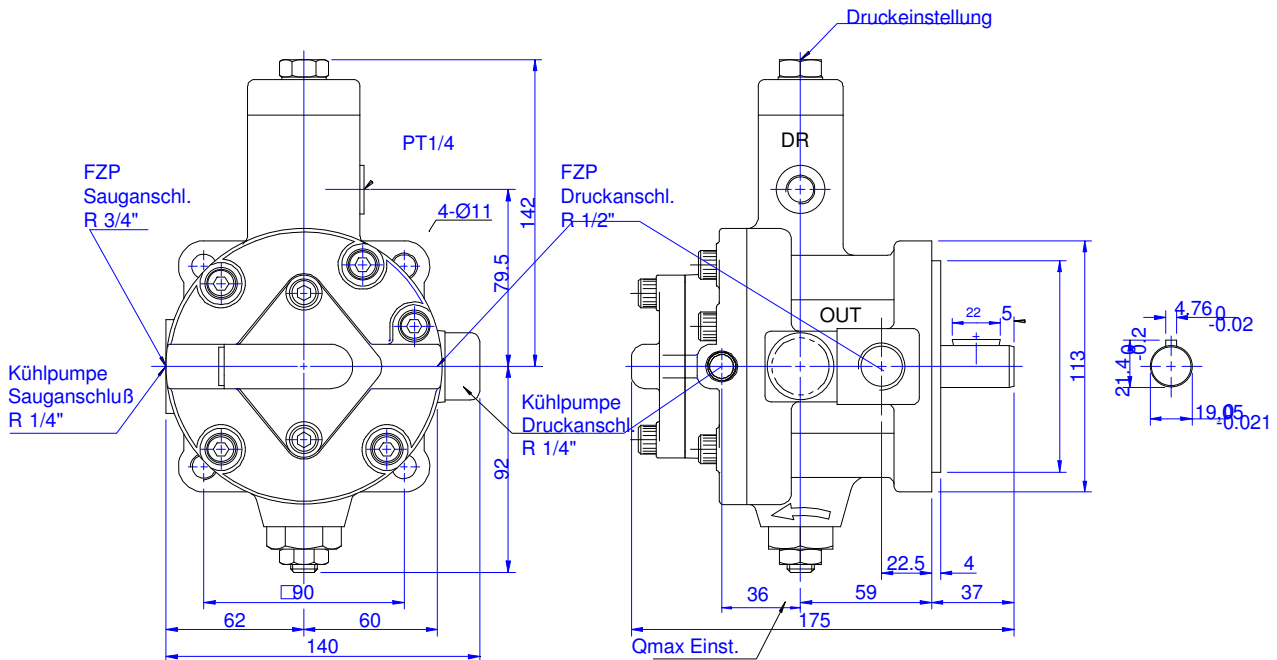 Druckeinstellung
PT1/4
DR
FZP
Sauganschl.
R 3/4"
FZP
Druckanschl.
R 1/2"
4-Ø11
142
79.5
OUT
22
5
4.76 0
-0.02
21.4 0
-0.2
19.05 0
-0.021
113
Kühlpumpe
Sauganschluß
R 1/4"
Kühlpumpe
Druckanschl.
R 1/4"
92
22.5
4
□90
36
59
37
62
60
175
140
Qmax Einst.